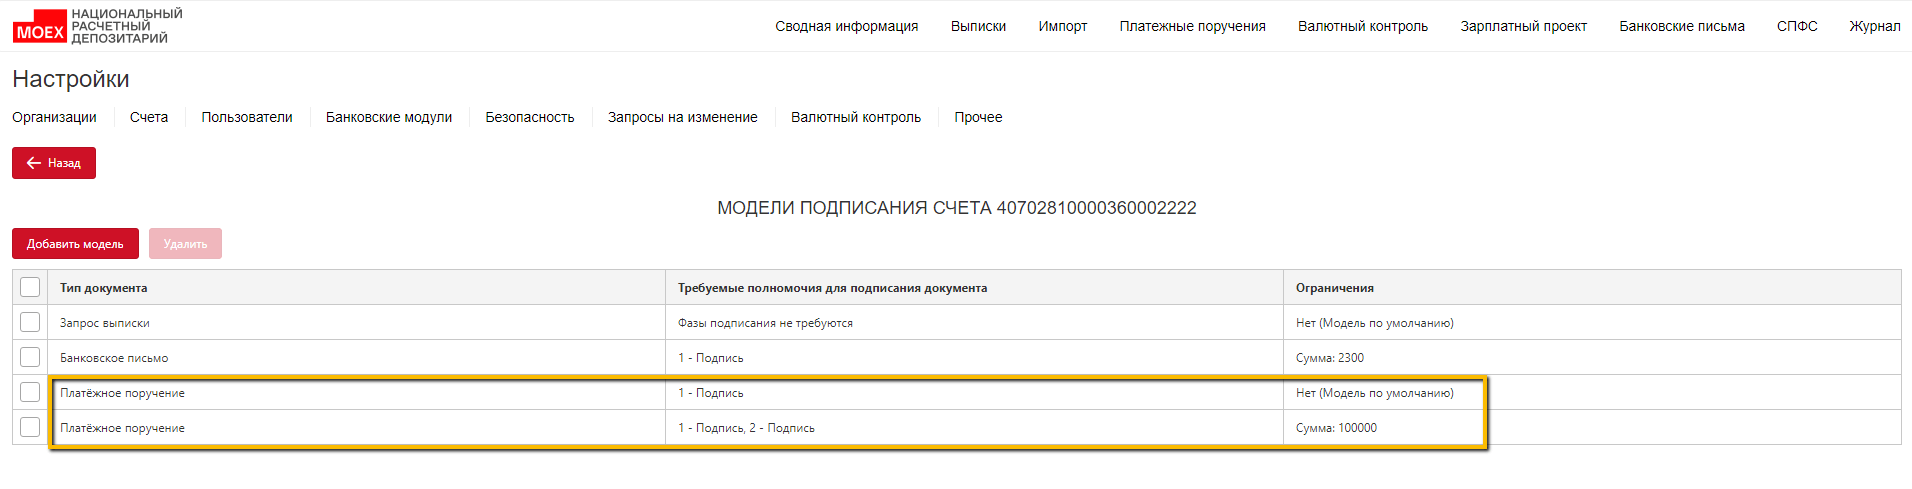 MOEX НАЦИОНАЛЬНЫЙ
РАСЧЕТНЫЙ
ДЕПОЗИТАРИЙ
Сводная информация Выписки Импорт Платежные поручения Валютный контроль Зарплатный проект Банковские письма СПФС Журнал
Настройки
Организации Счета Пользователи Банковские модули Безопасность Запросы на изменение Валютный контроль Прочее
Назад
МОДЕЛИ ПОДПИСАНИЯ СЧЕТА 40702810000360002222
Добавить модель Удалить
Тип документа Требуемые полномочия для подписания документа Ограничения
Запрос выписки Фазы подписания не требуются Нет (Модель по умолчанию)
Банковское письмо 1 - Подпись Сумма: 2300
Платёжное поручение 1 - Подпись Нет (Модель по умолчанию)
Платёжное поручение 1 - Подпись, 2 - Подпись Сумма: 100000